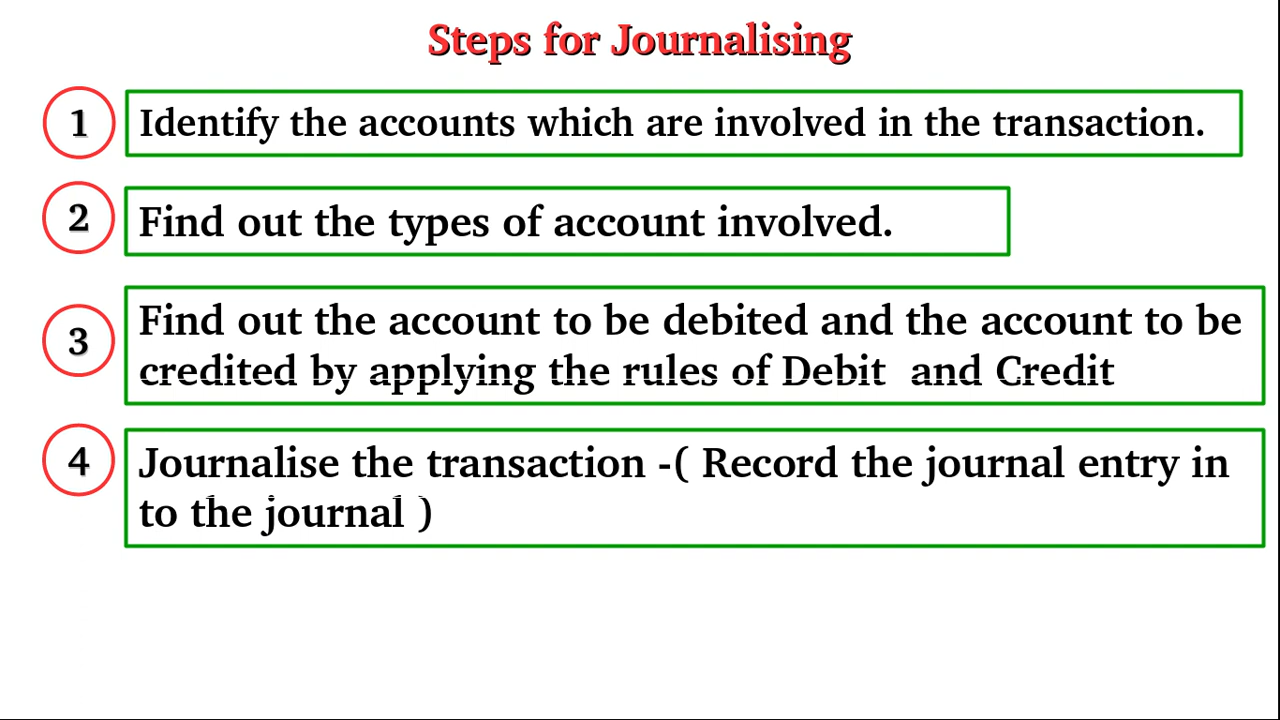 Steps for Journalising
1
Identify the accounts which are involved in the transaction.
2
Find out the types of account involved.
3
Find out the account to be debited and the account to be
credited by applying the rules of Debit  and Credit
4
Journalise the transaction -( Record the journal entry in
to the journal )